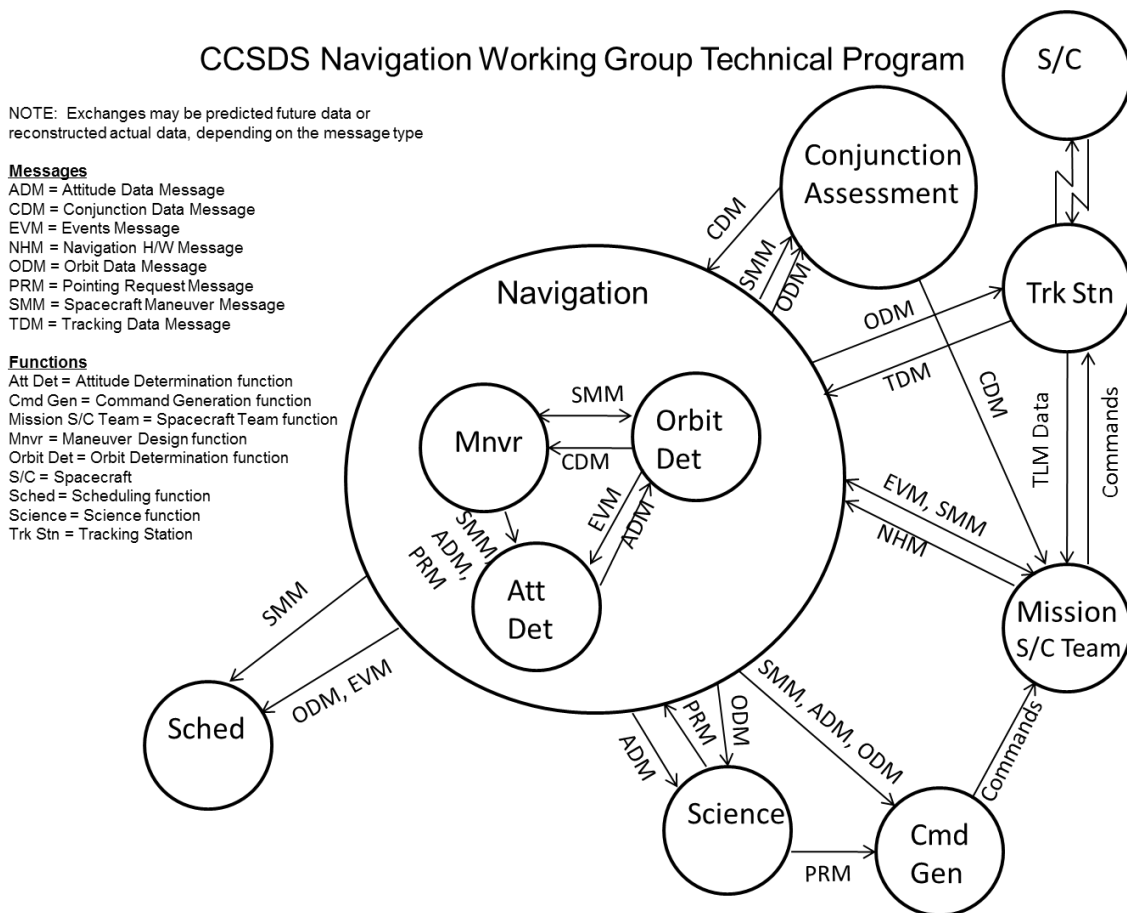 CCSDS Navigation Working Group Technical Program
NOTE: Exchanges may be predicted future data or
reconstructed actual data, depending on the message type
Messages
ADM = Attitude Data Message
CDM = Conjunction Data Message
EVM = Events Message
NHM = Navigation H/W Message
ODM = Orbit Data Message
PRM = Pointing Request Message
SMM = Spacecraft Maneuver Message
TDM = Tracking Data Message
Functions
Att Det = Attitude Determination function
Cmd Gen = Command Generation function
Mission S/C Team = Spacecraft Team function
Mnvr = Maneuver Design function
Orbit Det = Orbit Determination function
S/C = Spacecraft
Sched = Scheduling function
Science = Science function
Trk Stn = Tracking Station
S/C
Conjunction
Assessment
CDM
SMM
ODM
Navigation
Trk Stn
ODM
TDM
CDM
TLM Data
Commands
SMM
Mnvr
Orbit
Det
CDM
EVM
ADM
SMM,
ADM,
PRM
Att
Det
EVM, SMM
NHM
Mission
S/C Team
SMM
ODM, EVM
Sched
ADM
PRM
ODM
SMM, ADM, ODM
Commands
Science
PRM
Cmd
Gen